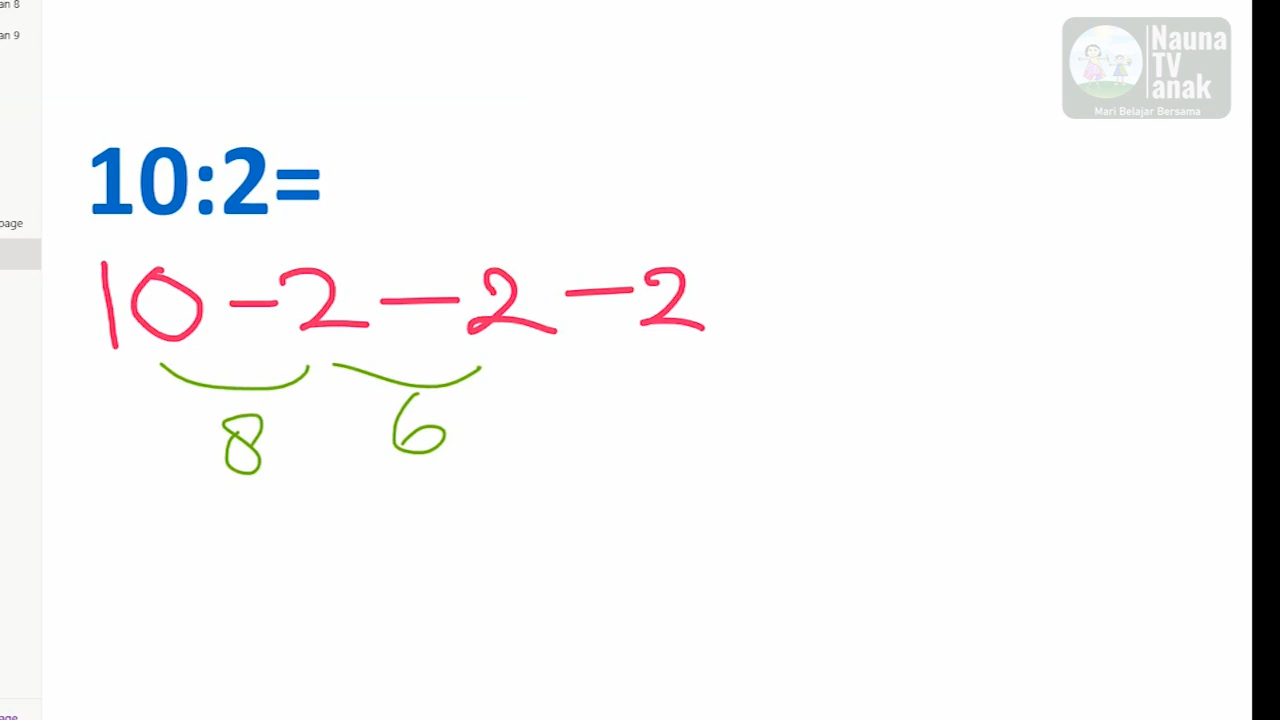 an 8
an 9
page
age
Nauna
TV
anak
Mari Belajar Bersama
10:2=
10-2-2-2
8 6